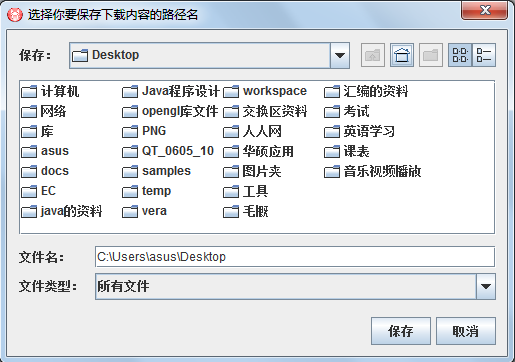 选择你要保存下载内容的路径名
保存: Desktop
计算机 Java程序设计 workspace 汇编的资料
网络 opengl库文件 交换区资料 考试
库 PNG 人人网 英语学习
asus QT_0605_10 华硕应用 课表
docs samples 图片夹 音乐视频播放
EC temp 工具
java的资料 vera 毛概
文件名: C:\Users\asus\Desktop
文件类型: 所有文件
保存 取消